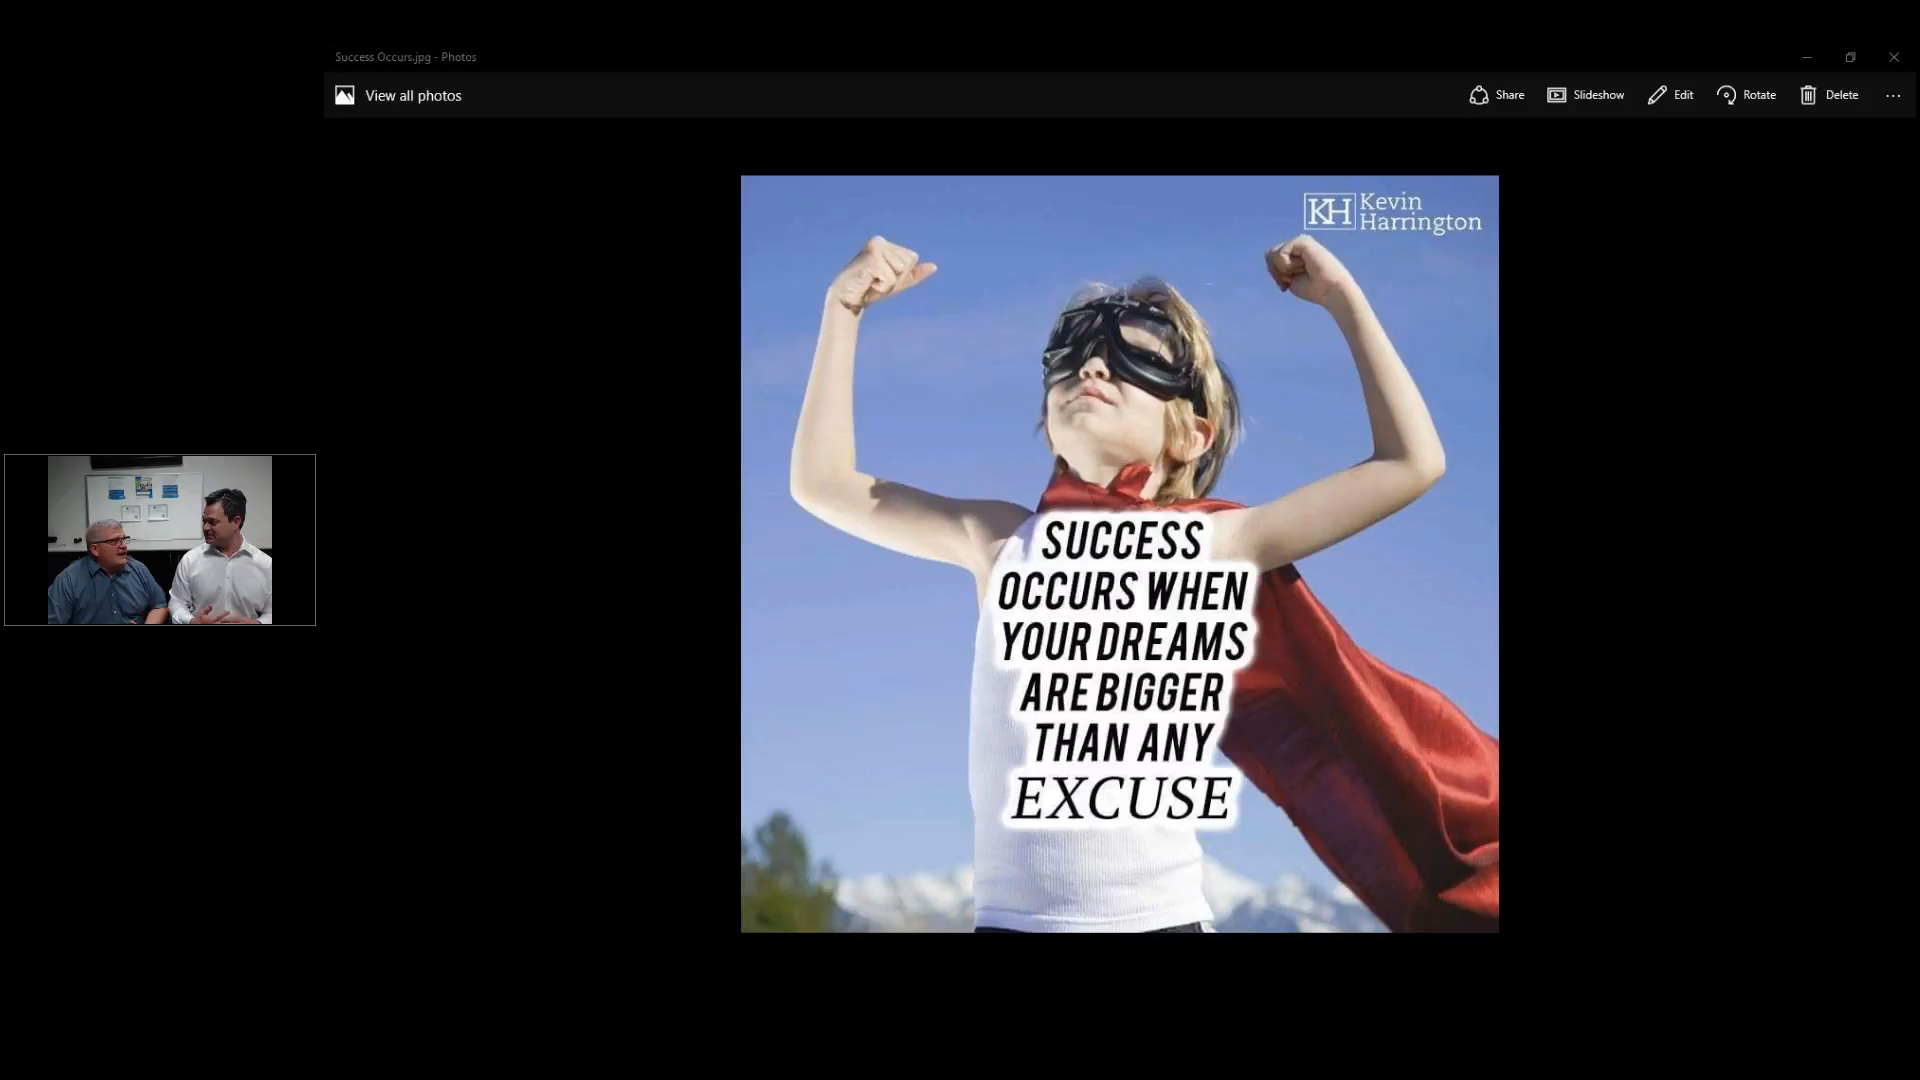 Success Occurs.jpg - Photos
View all photos
Share
Slideshow
Edit
Rotate
Delete
KH Kevin
Harrington
SUCCESS
OCCURS WHEN
YOUR DREAMS
ARE BIGGER
THAN ANY
EXCUSE